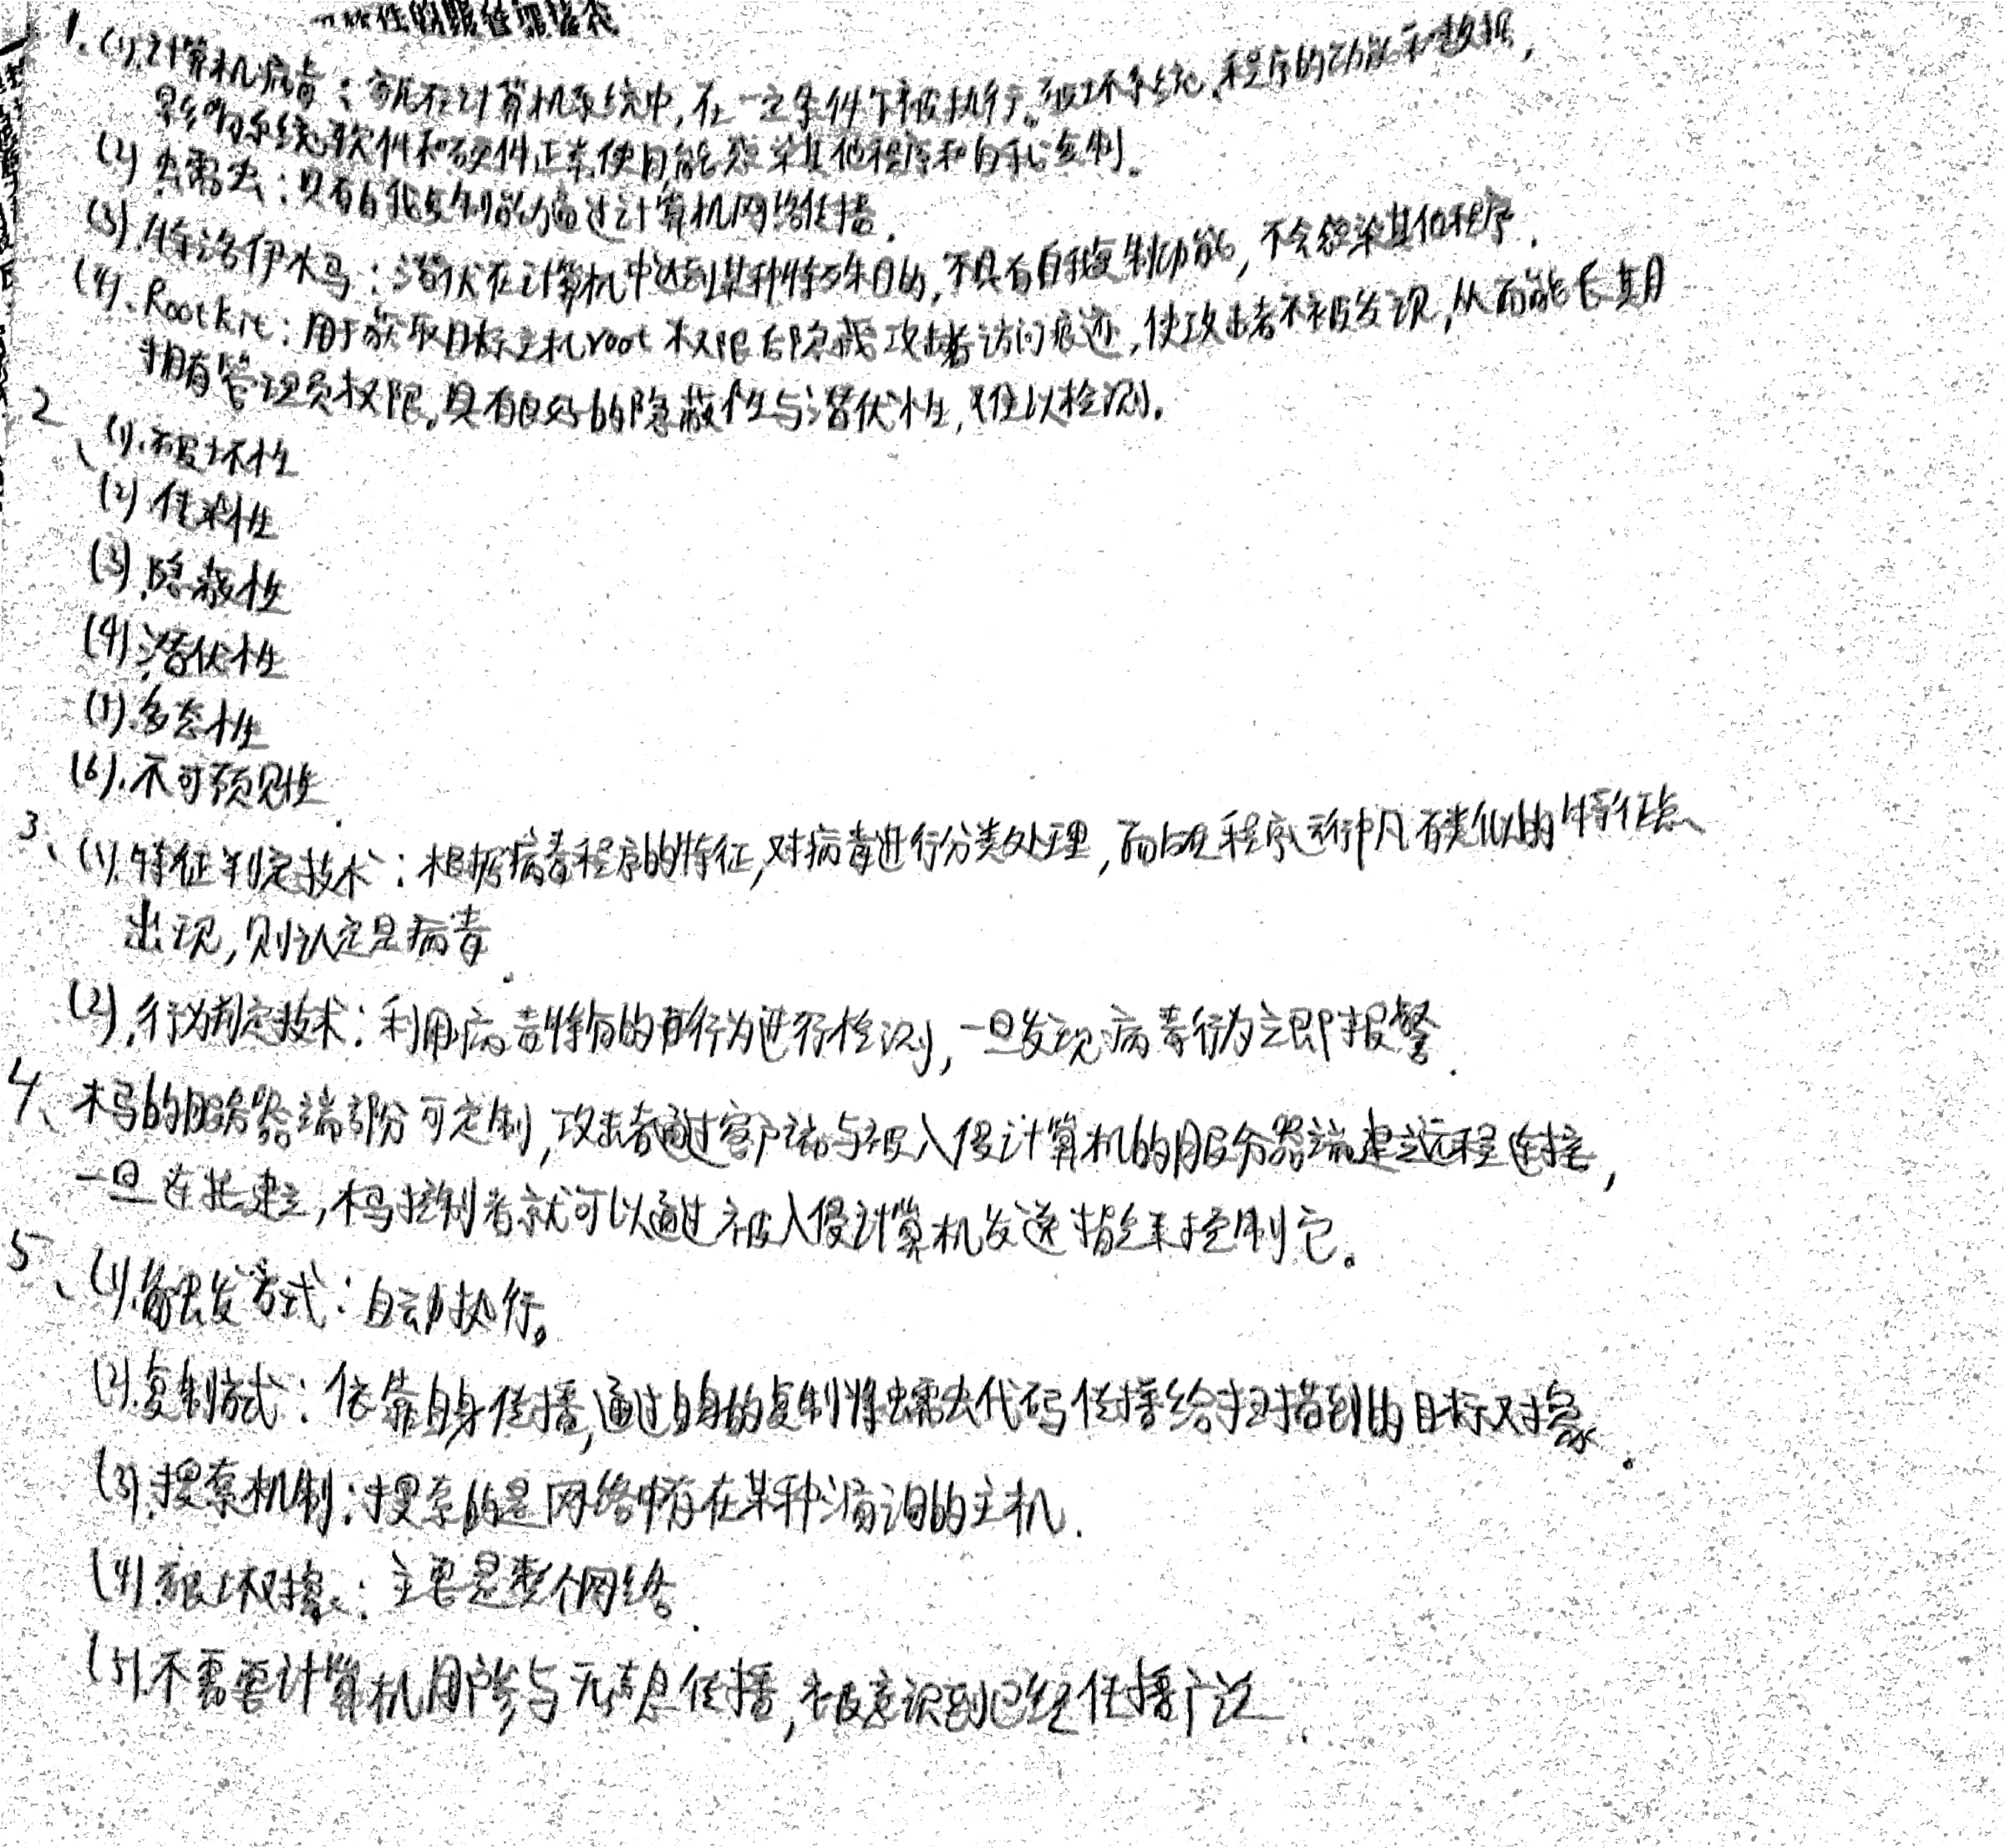 1.(1).计算机病毒：寄生在计算机系统中,在一定条件下被执行。破坏系统、程序的功能和数据,
影响系统软件和硬件正常使用能感染其他程序和自我复制。
(2) 蠕虫：具有自我复制能力通过计算机网络传播.
(3).特洛伊木马：潜伏在计算机中达到某种特殊目的,不具有自我复制功能,不会感染其他程序.
(4).Rootkit：用于获取目标主机root权限后隐藏攻击者访问痕迹,使攻击者不被发现,从而能长期
拥有管理员权限。具有良好的隐蔽性与潜伏性,难以检测.
2、(1).破坏性
(2) 传染性
(3).隐蔽性
(4).潜伏性
(5).多态性
(6).不可预见性.
3、(1).特征判定技术：根据病毒程序的特征,对病毒进行分类处理,而后在程序运行中凡有类似的特征点
出现,则认定是病毒.
(2).行为判定技术：利用病毒特有的行为进行检测,一旦发现病毒行为立即报警.
4、木马的服务器端部分可定制,攻击者通过客户端与被入侵计算机的服务器端建立远程连接,
一旦连接建立,木马控制者就可以通过被入侵计算机发送指令来控制它。
5、(1).触发方式：自动执行。
(2).复制方式：依靠自身传播,通过自身的复制将蠕虫代码传播给扫描到的目标对象.
(3).搜索机制：搜索的是网络中存在某种漏洞的主机.
(4).破坏对象：主要是整个网络.
(5).不需要计算机用户参与无声息传播,被意识到已经传播广泛.